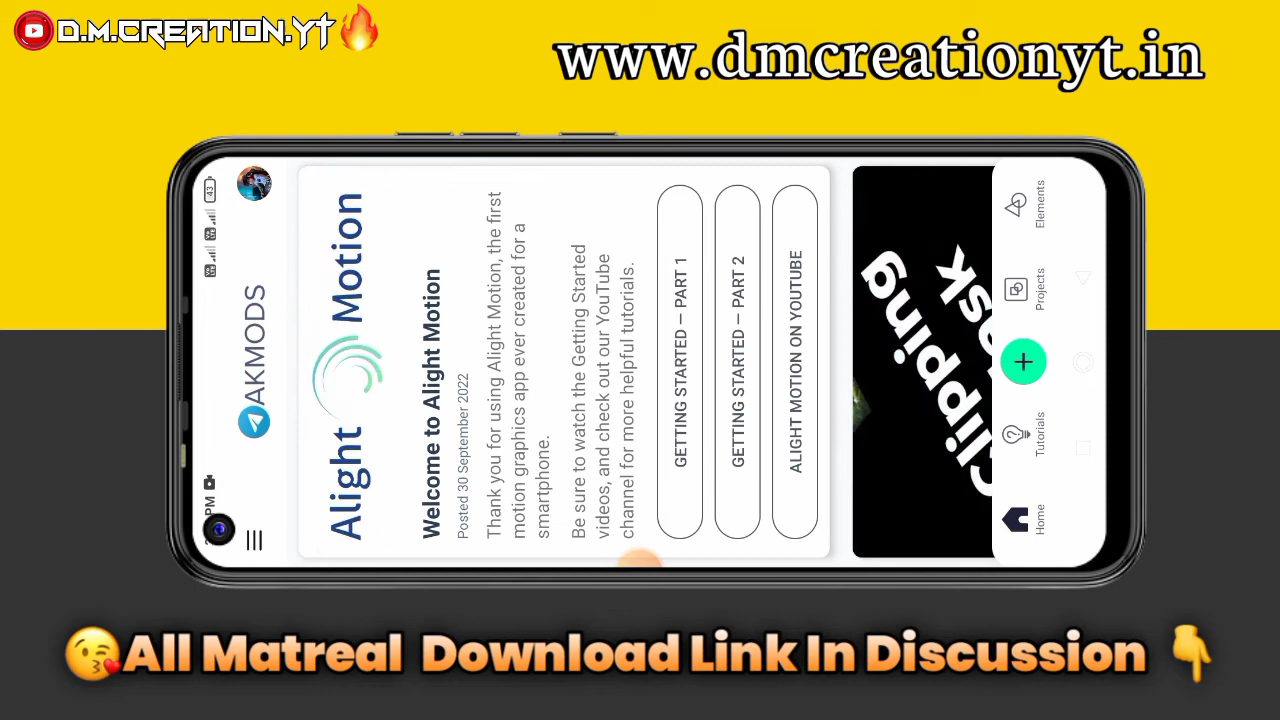 D.M.CREATION.YT
www.dmcreationyt.in
PM
43
AKMODS
Alight Motion
Welcome to Alight Motion
Posted 30 September 2022
Thank you for using Alight Motion, the first
motion graphics app ever created for a
smartphone.
Be sure to watch the Getting Started
videos, and check out our YouTube
channel for more helpful tutorials.
GETTING STARTED – PART 1
GETTING STARTED – PART 2
ALIGHT MOTION ON YOUTUBE
Clipping
Home
Tutorials
Projects
Elements
All Matreal Download Link In Discussion